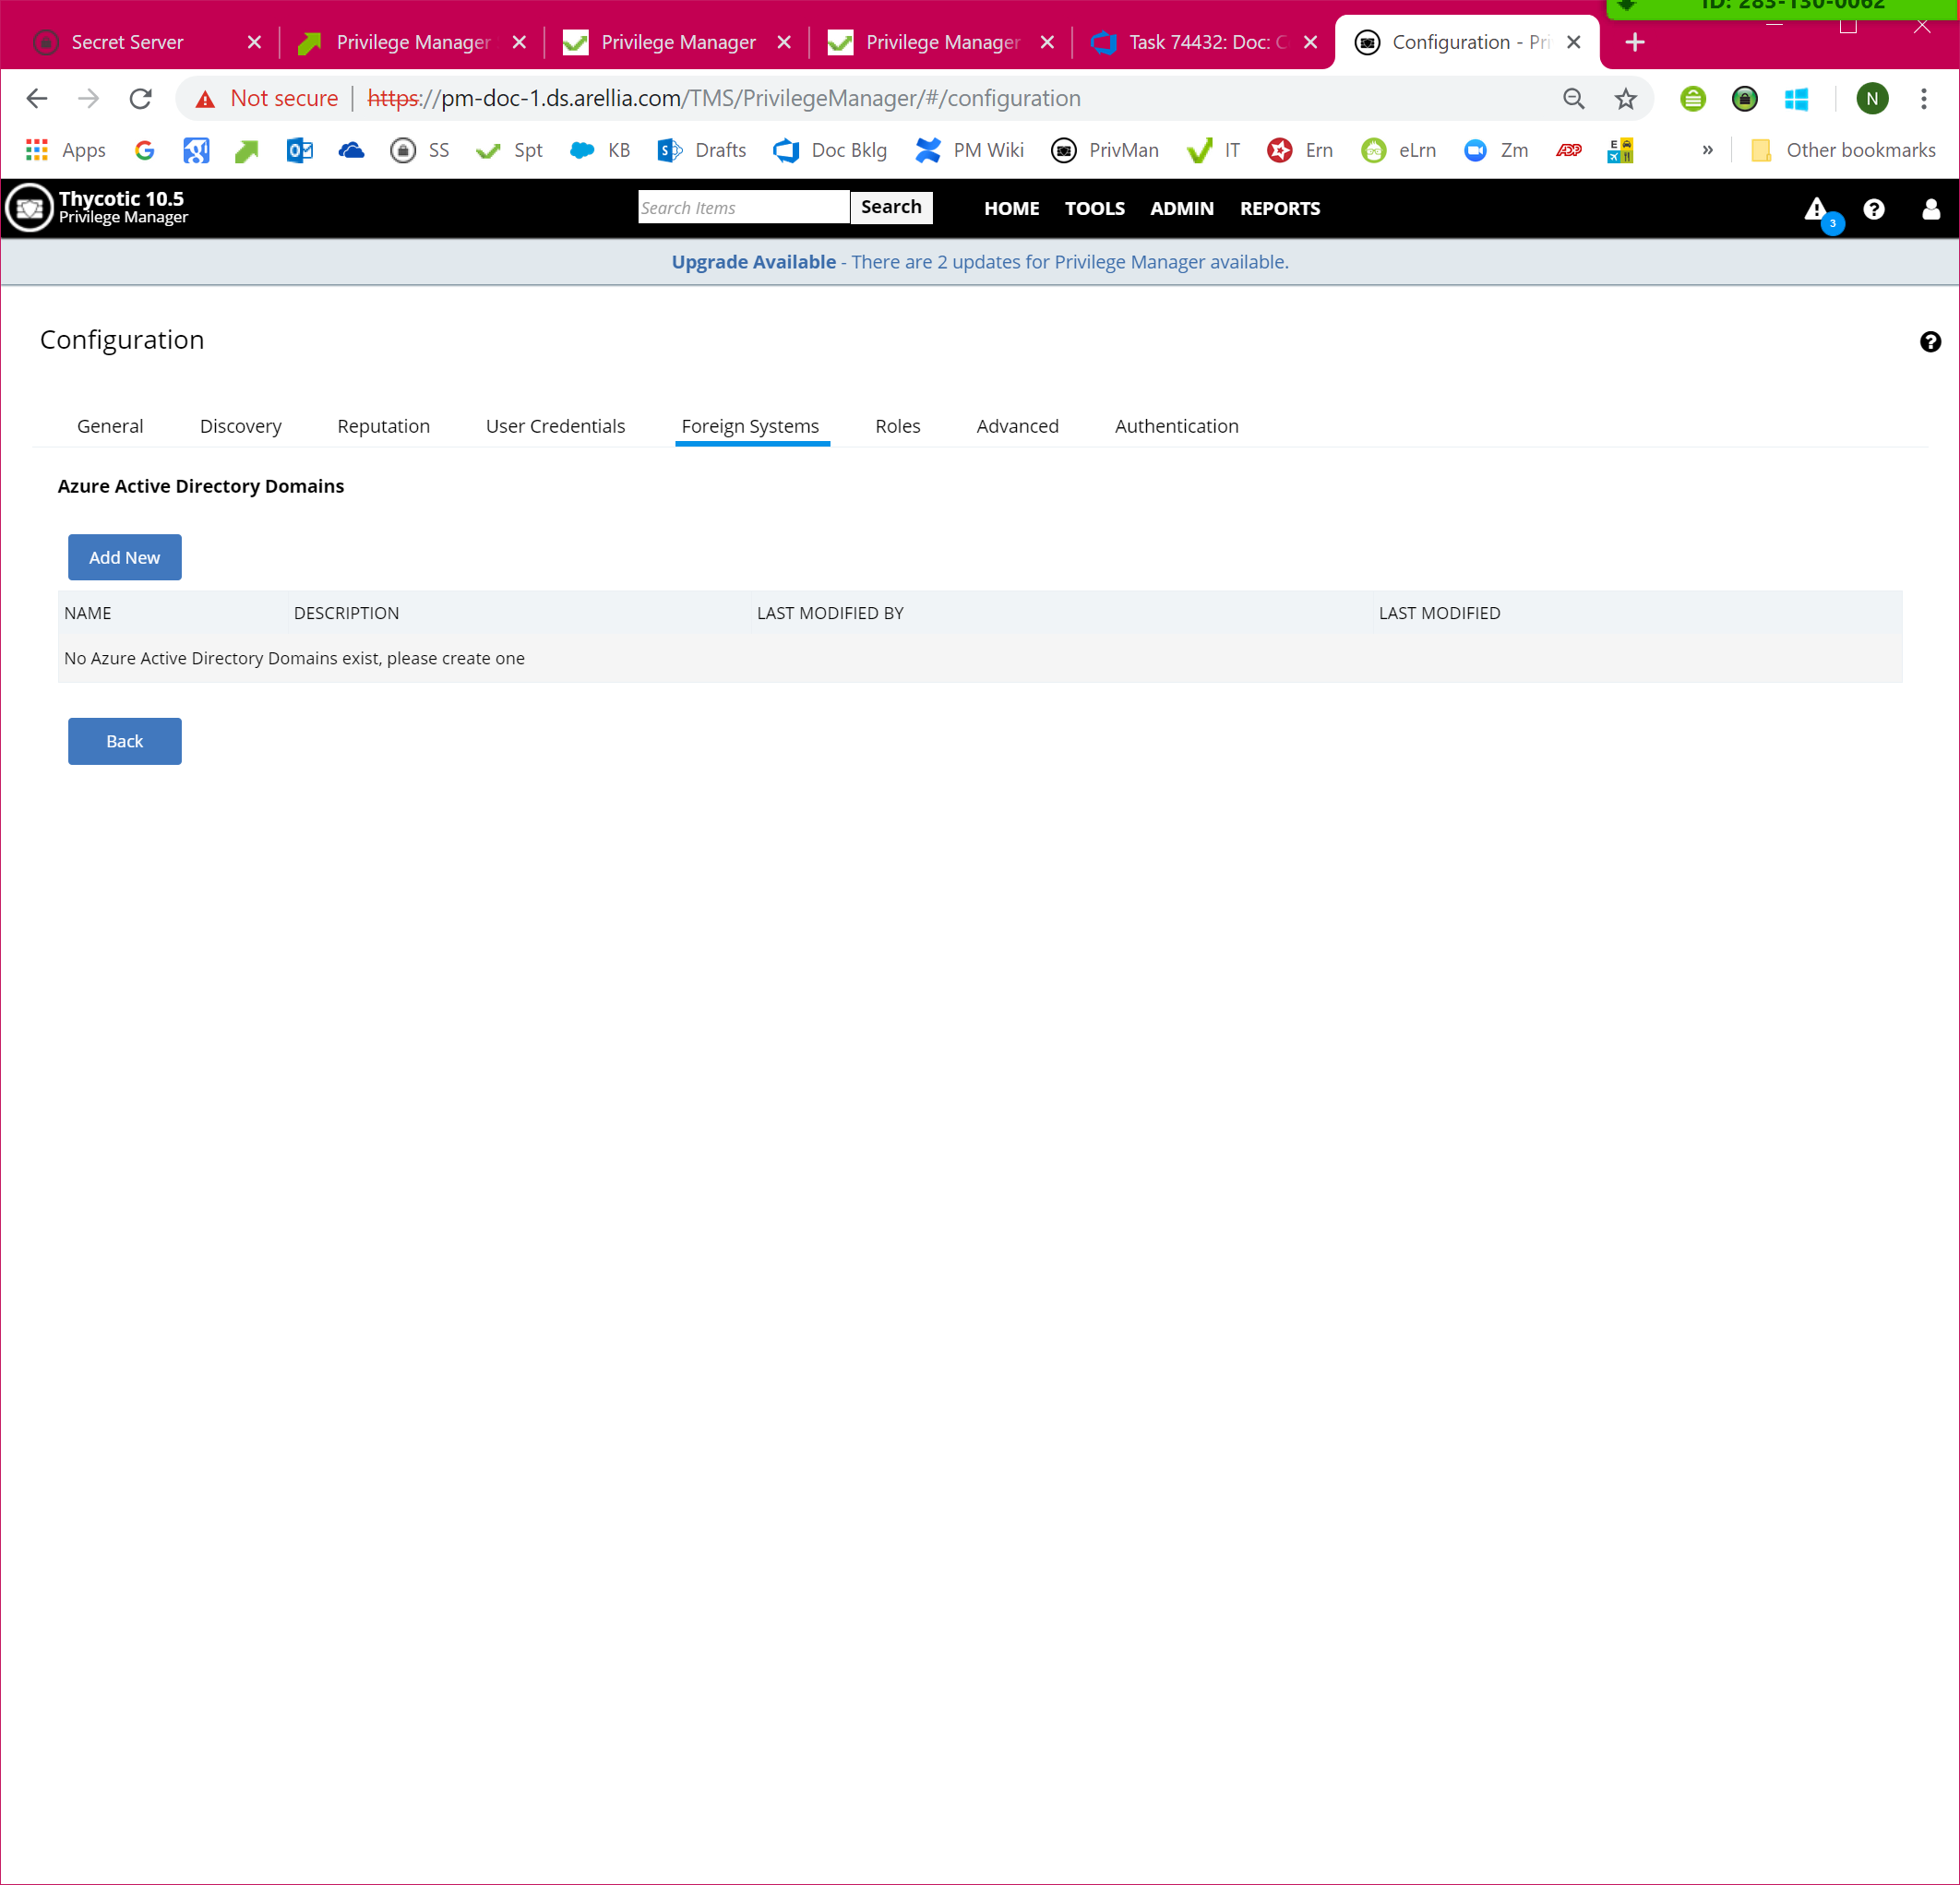 ID: 283-130-0062
Secret Server
Privilege Manager
Privilege Manager
Privilege Manager
Task 74432: Doc: C
Configuration - Pri
Not secure | https://pm-doc-1.ds.arellia.com/TMS/PrivilegeManager/#/configuration
N
Apps
SS
Spt
KB
Drafts
Doc Bklg
PM Wiki
PrivMan
IT
Ern
eLrn
Zm
ADP
»
Other bookmarks
Thycotic 10.5
Privilege Manager
Search Items
Search
HOME
TOOLS
ADMIN
REPORTS
3
Upgrade Available - There are 2 updates for Privilege Manager available.
Configuration
General
Discovery
Reputation
User Credentials
Foreign Systems
Roles
Advanced
Authentication
Azure Active Directory Domains
Add New
NAME
DESCRIPTION
LAST MODIFIED BY
LAST MODIFIED
No Azure Active Directory Domains exist, please create one
Back